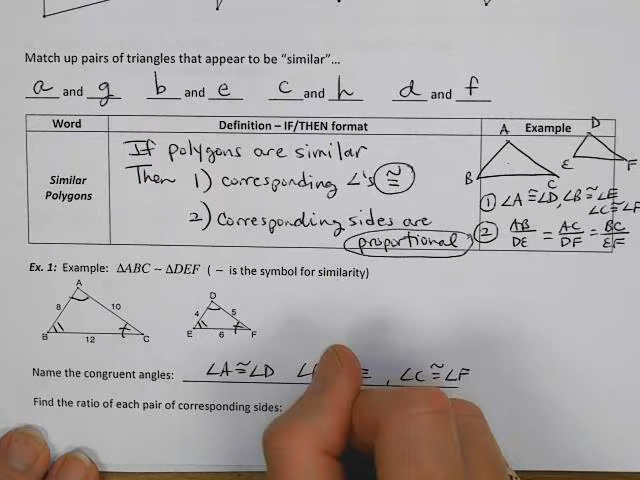 Match up pairs of triangles that appear to be “similar”…
a and g b and e c and h d and f
Word Definition – IF/THEN format Example
Similar Polygons
If polygons are similar
Then 1) corresponding ∠'s ≅
2) Corresponding sides are
proportional
A D
B C E F
① ∠A ≅ ∠D, ∠B ≅ ∠E
∠C ≅ ∠F
② AB/DE = AC/DF = BC/EF
Ex. 1: Example: ΔABC ~ ΔDEF ( ~ is the symbol for similarity)
A D
8 10 4 5
B 12 C E 6 F
Name the congruent angles: ∠A ≅ ∠D , ∠C ≅ ∠F
Find the ratio of each pair of corresponding sides: